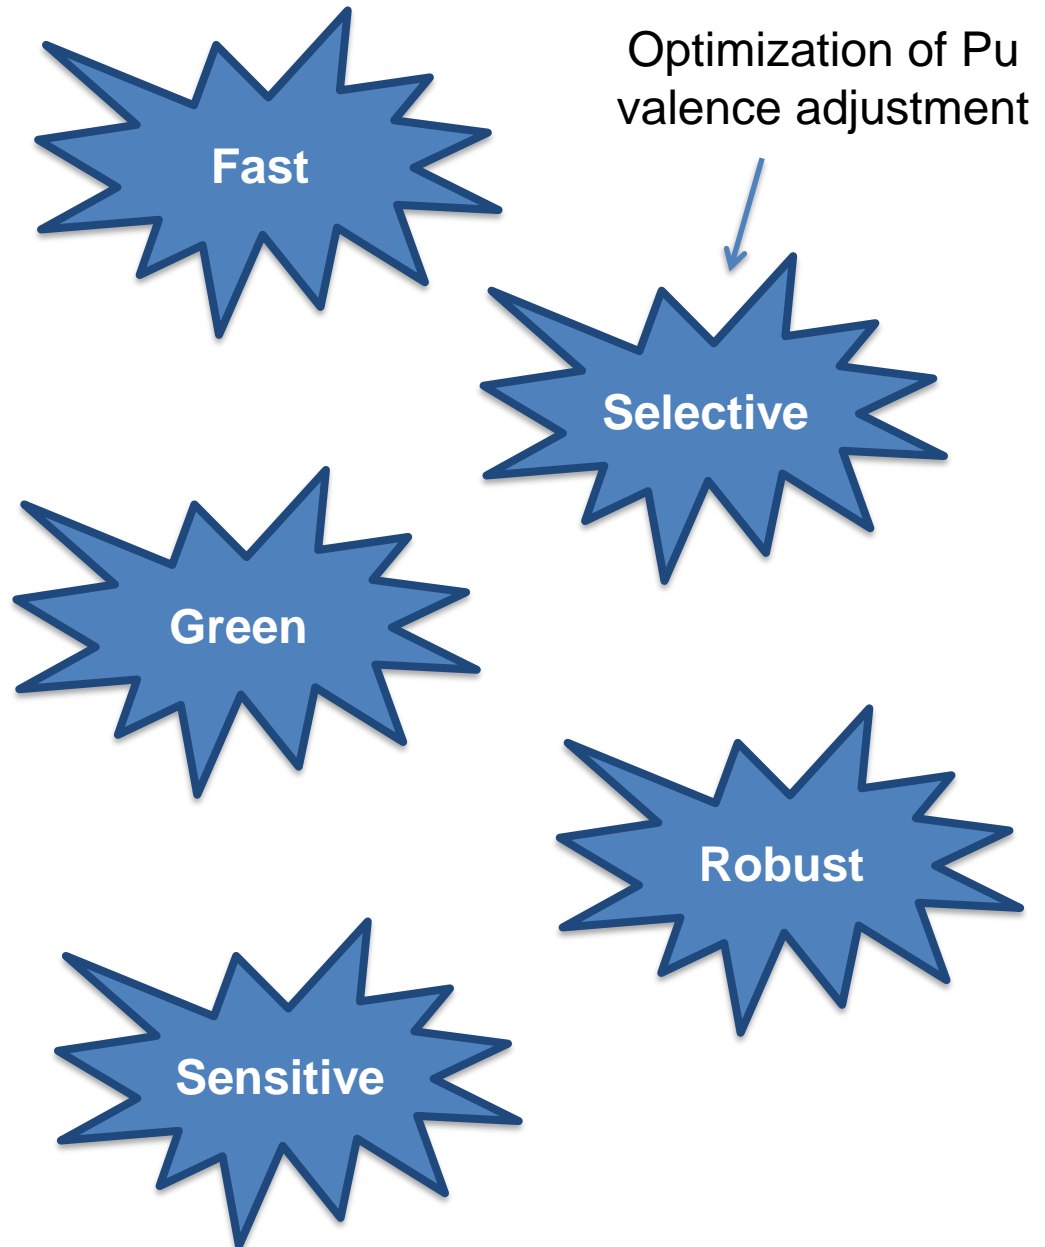 Optimization of Pu
valence adjustment
Fast
Selective
Green
Robust
Sensitive